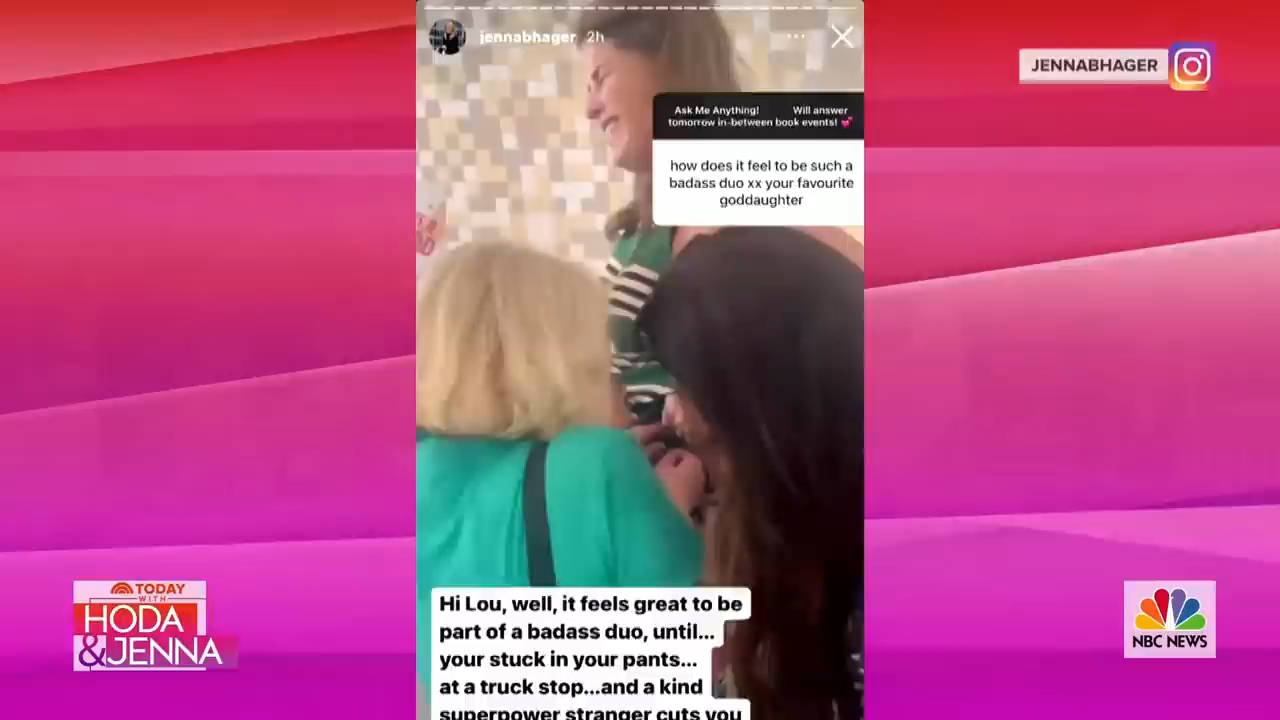 jennabhager 2h
JENNABHAGER
Ask Me Anything! Will answer
tomorrow in-between book events! 💕
how does it feel to be such a
badass duo xx your favourite
goddaughter
Hi Lou, well, it feels great to be
part of a badass duo, until...
your stuck in your pants...
at a truck stop...and a kind
superpower stranger cuts you
TODAY
WITH
HODA
&JENNA
NBC NEWS